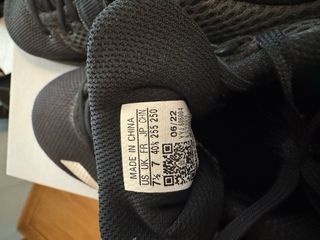 MADE IN CHINA
US UK FR JP CHN
7½ 7 40⅔ 255 250
06/22